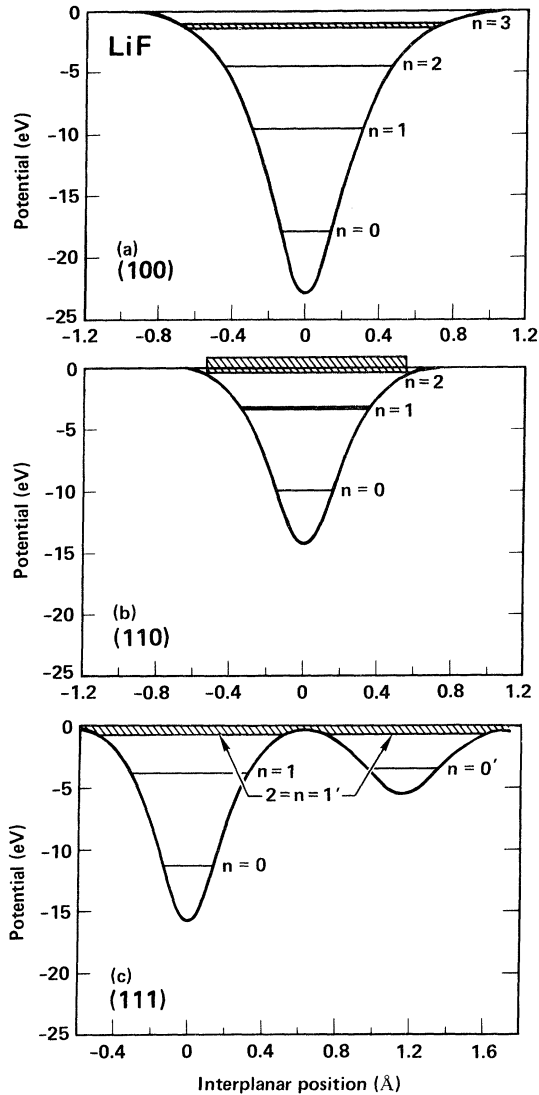 0
LiF
n=3
n=2
-5
n=1
-10
Potential (eV)
-15
n=0
-20
(a)
(100)
-25
-1.2 -0.8 -0.4 0 0.4 0.8 1.2
0
n=2
n=1
-5
n=0
-10
Potential (eV)
-15
-20
(b)
(110)
-25
-1.2 -0.8 -0.4 0 0.4 0.8 1.2
0
n=1
n=0′
-5
2=n=1′
-10
n=0
Potential (eV)
-15
-20
(c)
(111)
-25
-0.4 0 0.4 0.8 1.2 1.6
Interplanar position (Å)